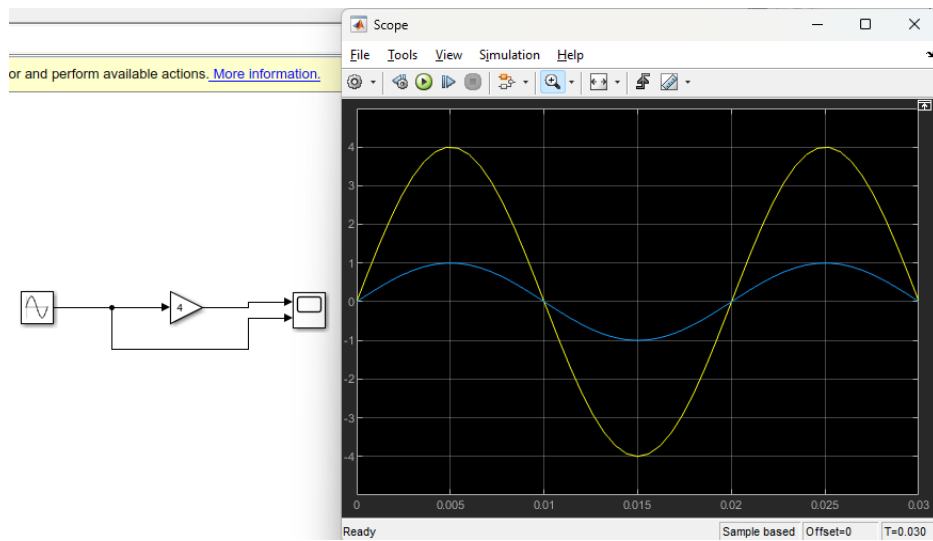 Scope
File Tools View Simulation Help
or and perform available actions. More information.
4
4
3
2
1
0
-1
-2
-3
-4
0 0.005 0.01 0.015 0.02 0.025 0.03
Ready Sample based Offset=0 T=0.030